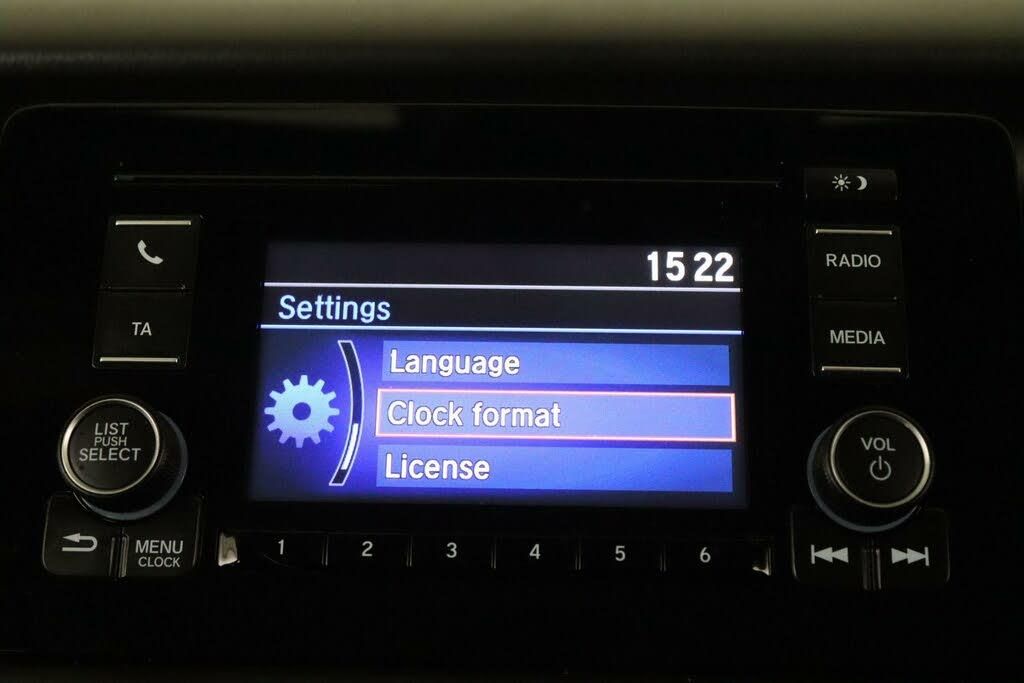 15 22
RADIO
Settings
TA
MEDIA
Language
Clock format
License
LIST
PUSH
SELECT
VOL
MENU
CLOCK
1 2 3 4 5 6